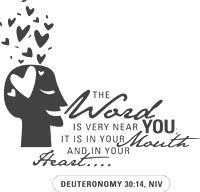 THE
Word
IS VERY NEAR YOU;
IT IS IN YOUR Mouth
AND IN YOUR
Heart....
DEUTERONOMY 30:14, NIV